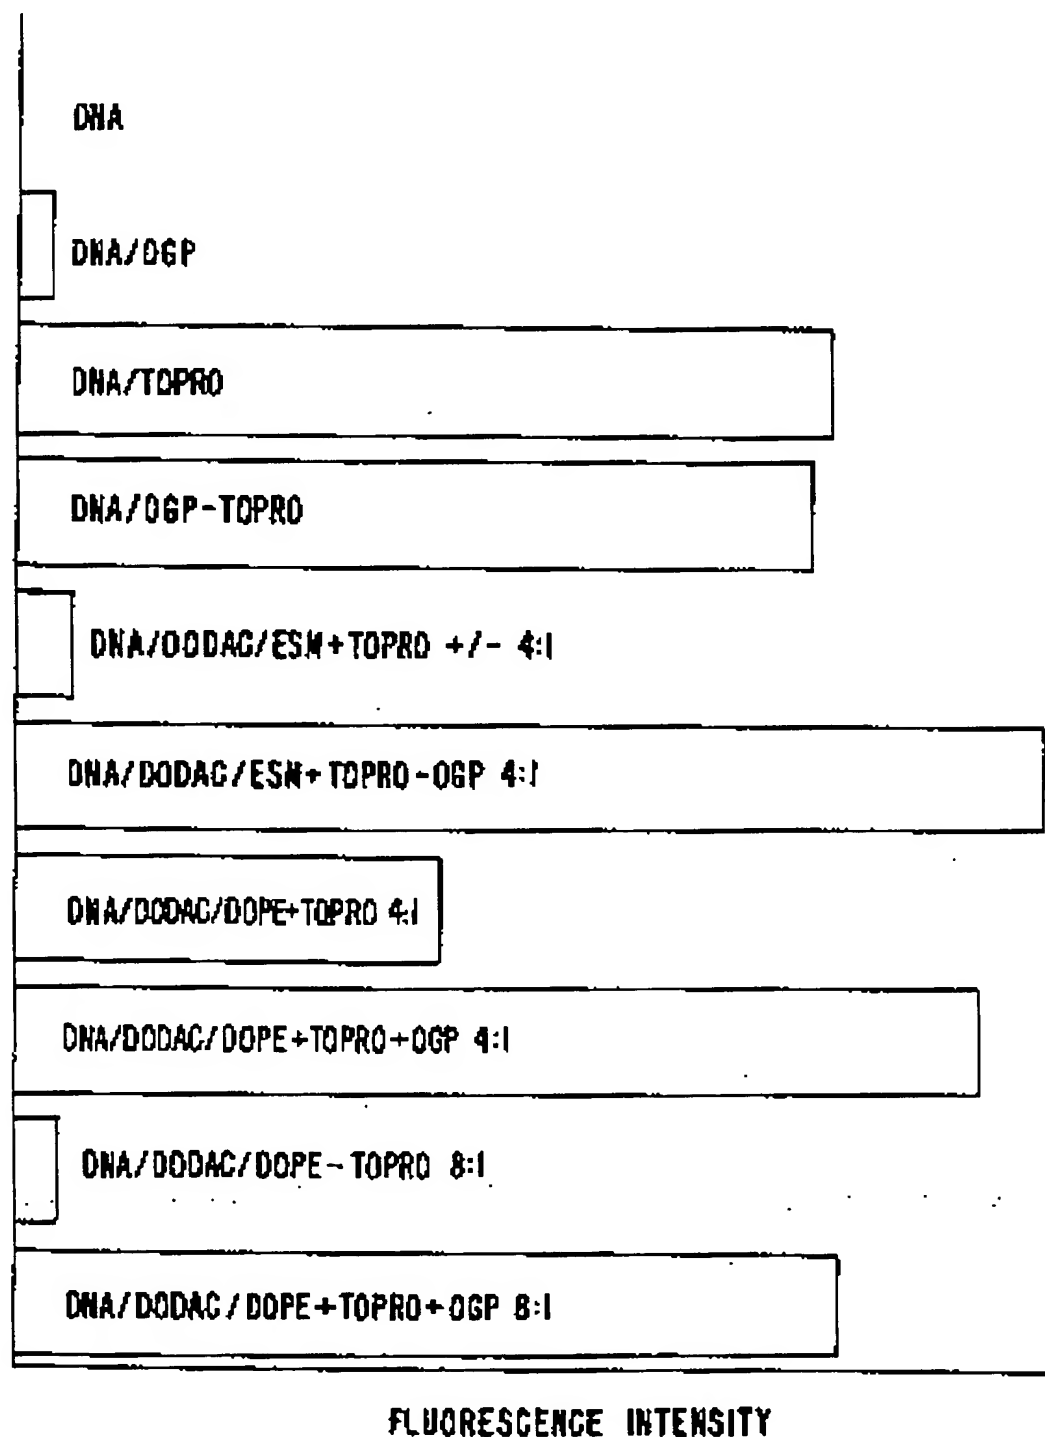 DNA
DNA/OGP
DNA/TOPRO
DNA/OGP-TOPRO
DNA/DODAC/ESM+TOPRO +/- 4:1
DNA/DODAC/ESM+TOPRO-OGP 4:1
DNA/DODAC/DOPE+TOPRO 4:1
DNA/DODAC/DOPE+TOPRO+OGP 4:1
DNA/DODAC/DOPE-TOPRO 8:1
DNA/DODAC/DOPE+TOPRO+OGP 8:1
FLUORESCENCE INTENSITY